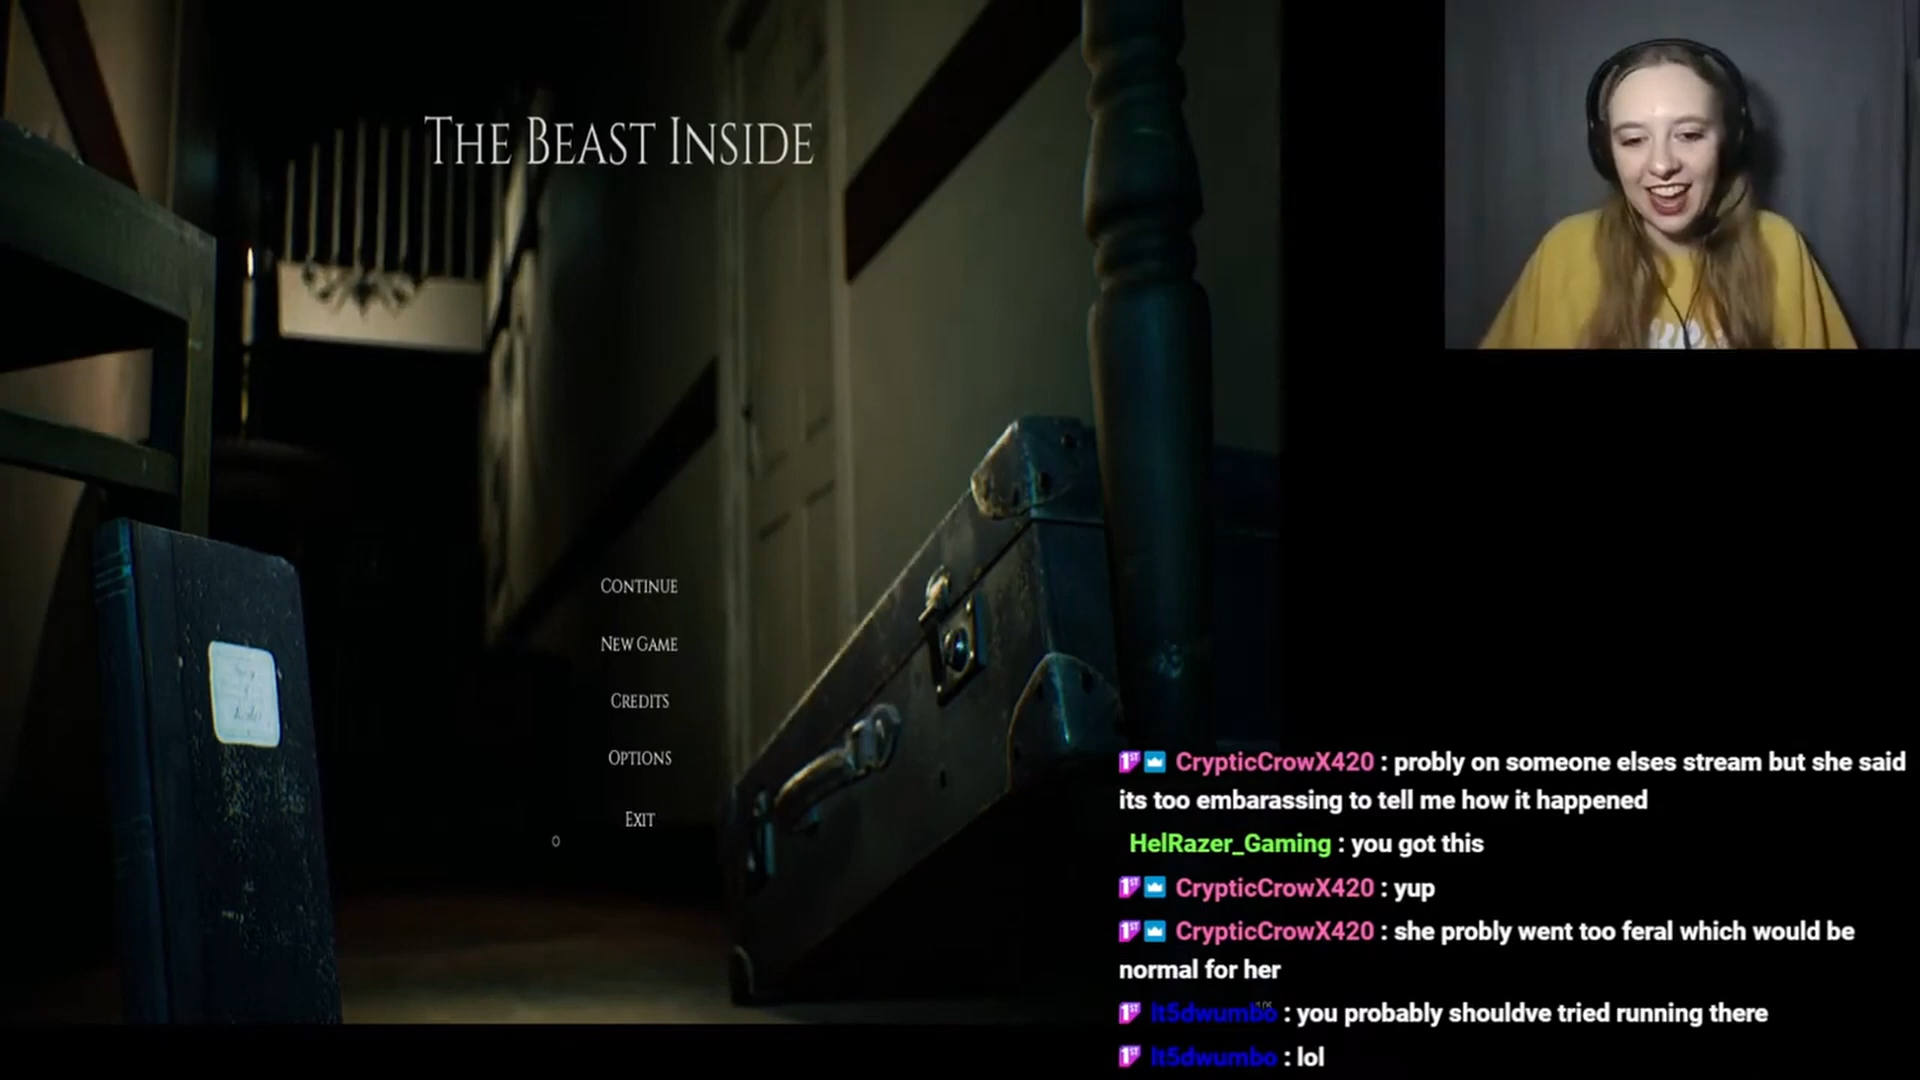 THE BEAST INSIDE
CONTINUE
NEW GAME
CREDITS
OPTIONS
EXIT
CrypticCrowX420 : probly on someone elses stream but she said
its too embarassing to tell me how it happened
HelRazer_Gaming : you got this
CrypticCrowX420 : yup
CrypticCrowX420 : she probly went too feral which would be
normal for her
lt5dwumbo : you probably shouldve tried running there
lt5dwumbo : lol